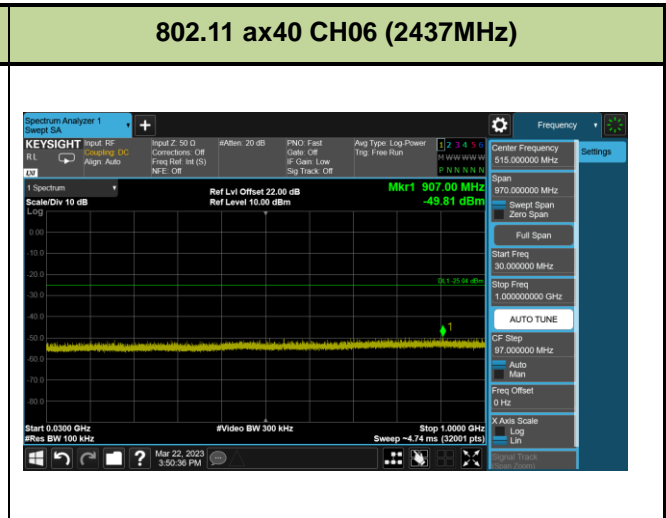 802.11 ax40 CH06 (2437MHz)
Spectrum Analyzer 1
Swept SA
+
Frequency
KEYSIGHT
RL
Input: RF
Coupling: DC
Align: Auto
Input Z: 50 Ω
Corrections: Off
Freq Ref: Int (S)
NFE: Off
#Atten: 20 dB
PNO: Fast
Gate: Off
IF Gain: Low
Sig Track: Off
Avg Type: Log-Power
Trig: Free Run
1 2 3 4 5 6
M W W W W W
P N N N N N
1 Spectrum
Scale/Div 10 dB
Log
Ref Lvl Offset 22.00 dB
Ref Level 10.00 dBm
Mkr1 907.00 MHz
-49.81 dBm
0.00
-10.0
-20.0
-30.0
-40.0
-50.0
-60.0
-70.0
-80.0
DL1 -25.04 dBm
1
Start 0.0300 GHz
#Res BW 100 kHz
#Video BW 300 kHz
Stop 1.0000 GHz
Sweep ~4.74 ms (32001 pts)
Mar 22, 2023
3:50:36 PM
Center Frequency
515.000000 MHz
Settings
Span
970.000000 MHz
Swept Span
Zero Span
Full Span
Start Freq
30.000000 MHz
Stop Freq
1.000000000 GHz
AUTO TUNE
CF Step
97.000000 MHz
Auto
Man
Freq Offset
0 Hz
X Axis Scale
Log
Lin
Signal Track
(Span Zoom)